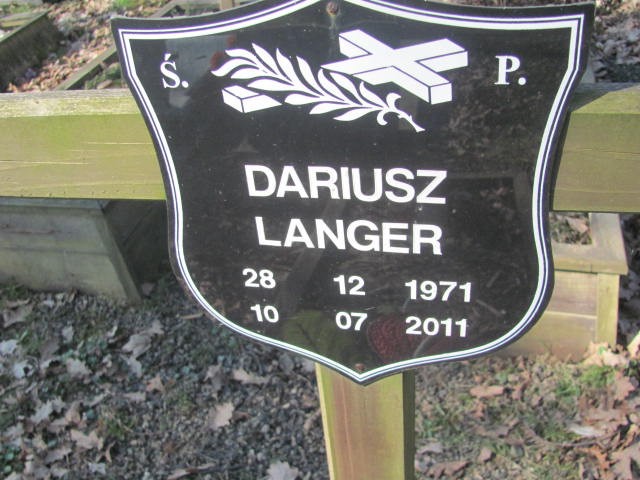 Ś. P.
DARIUSZ
LANGER
28 12 1971
10 07 2011